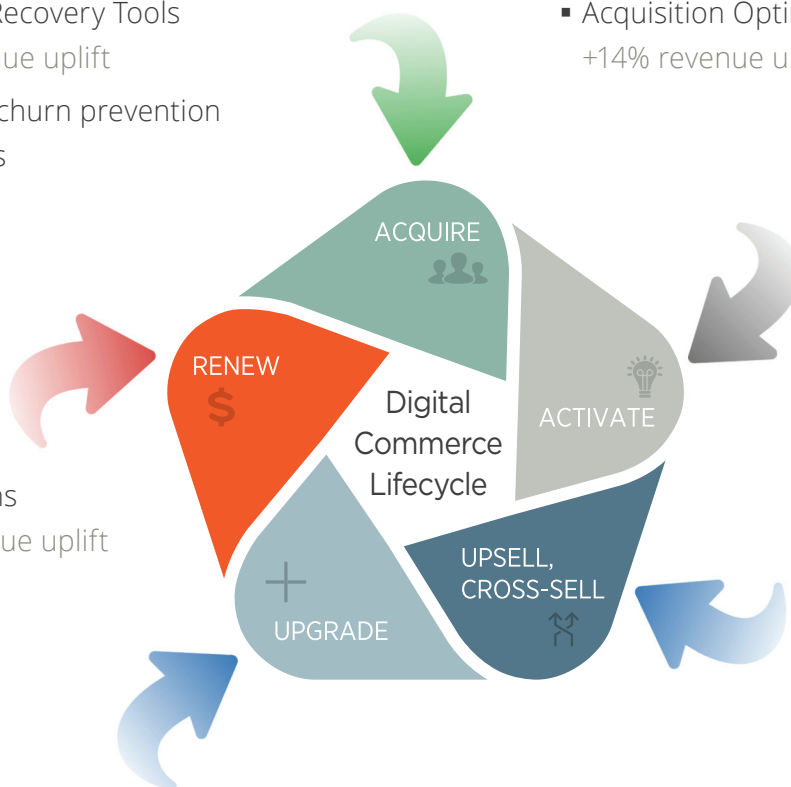 Recovery Tools
ue uplift
churn prevention
s
Acquisition Opti
+14% revenue u
ACQUIRE
RENEW
$
ACTIVATE
Digital
Commerce
Lifecycle
UPSELL,
CROSS-SELL
UPGRADE
ns
ue uplift